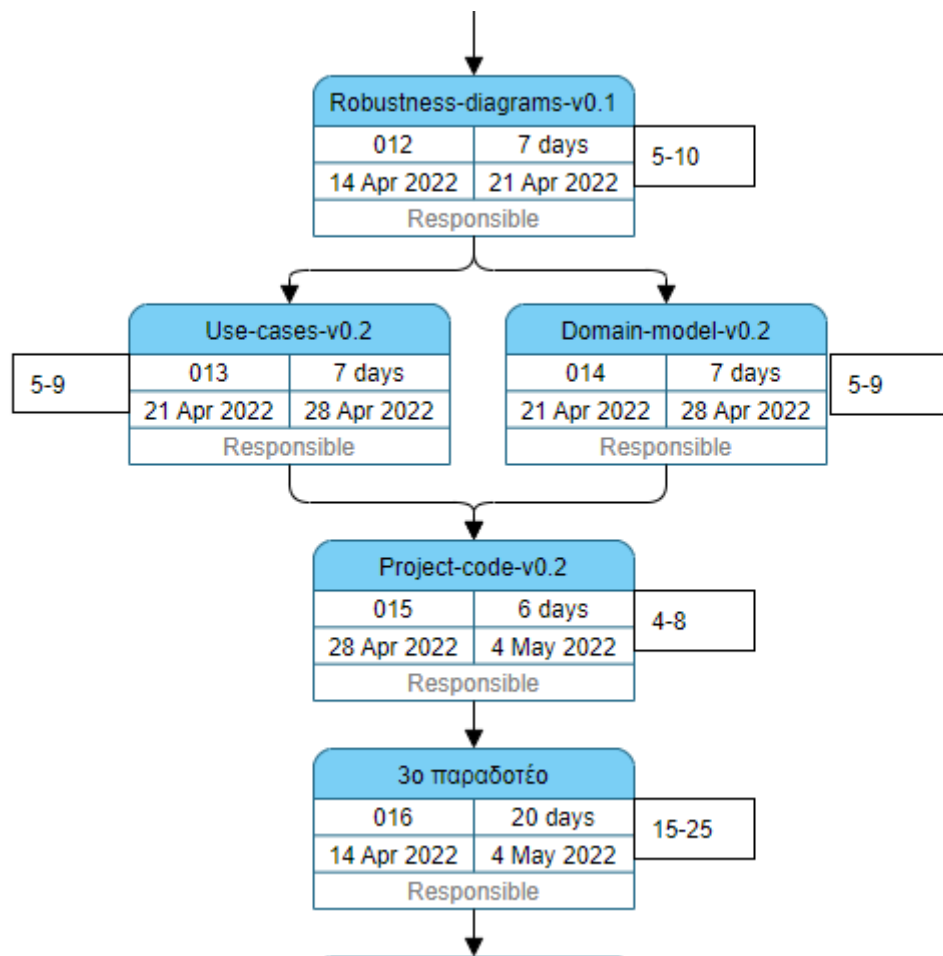 Robustness-diagrams-v0.1
012 7 days
14 Apr 2022 21 Apr 2022
Responsible
5-10
Use-cases-v0.2
013 7 days
21 Apr 2022 28 Apr 2022
Responsible
5-9
Domain-model-v0.2
014 7 days
21 Apr 2022 28 Apr 2022
Responsible
5-9
Project-code-v0.2
015 6 days
28 Apr 2022 4 May 2022
Responsible
4-8
3ο παραδοτέο
016 20 days
14 Apr 2022 4 May 2022
Responsible
15-25